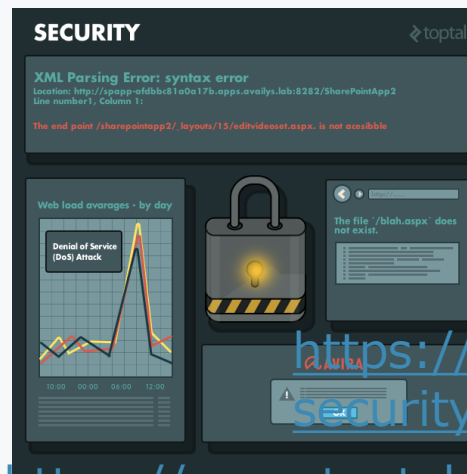 SECURITY
toptal
XML Parsing Error: syntax error
Location: http://spapp-afdbbc81a0a17b.apps.availys.lab:8282/SharePointApp2
Line number1, Column 1:
The end point /sharepointapp2/_layouts/15/editvideoset.aspx. is not acesibble
Web load avarages - by day
Denial of Service
(DoS) Attack
10:00 00:00 06:00 12:00
The file ´/blah.aspx` does
not exist.
https://
AVIRA
security
OK